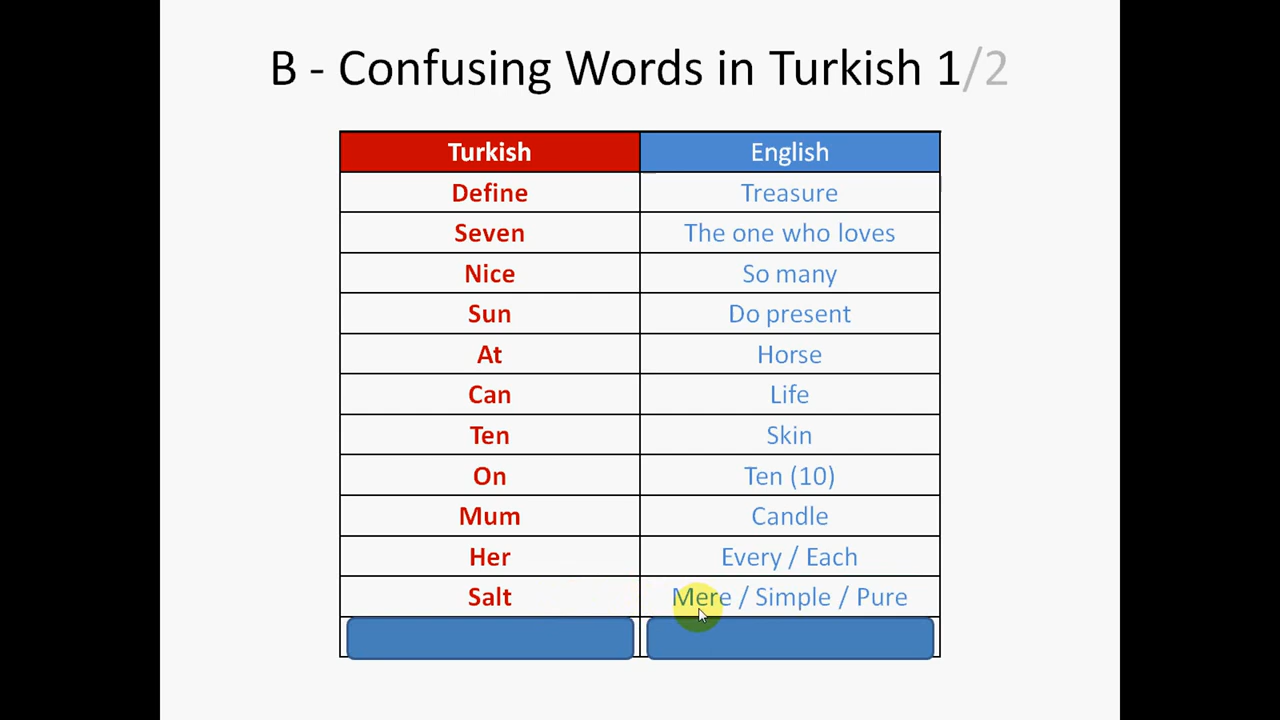 B - Confusing Words in Turkish 1/2
Turkish English
Define Treasure
Seven The one who loves
Nice So many
Sun Do present
At Horse
Can Life
Ten Skin
On Ten (10)
Mum Candle
Her Every / Each
Salt Mere / Simple / Pure